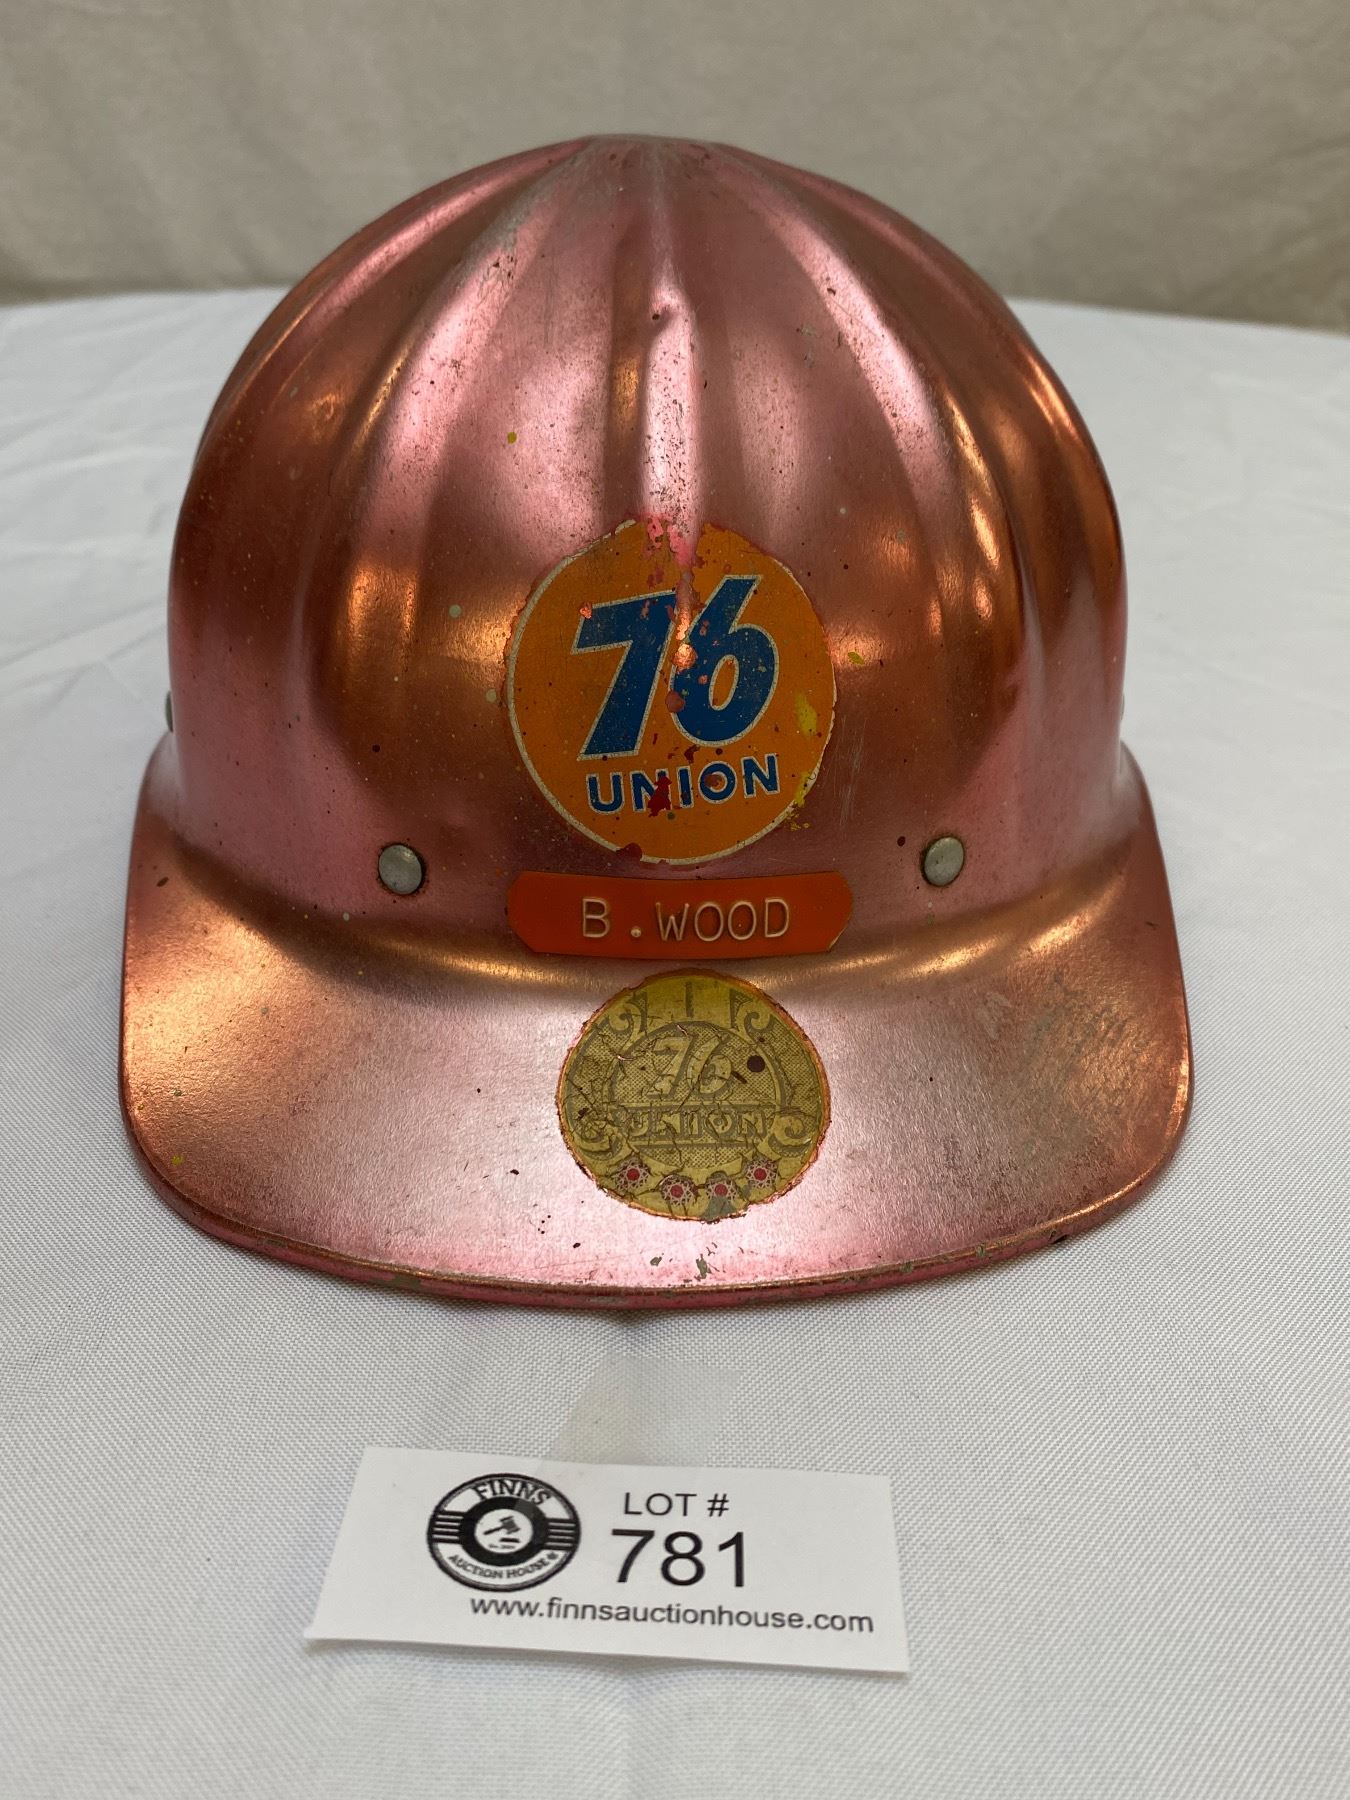 76
UNION
B.WOOD
76
UNION
FINNS
AUCTION HOUSE
LOT #
781
www.finnsauctionhouse.com